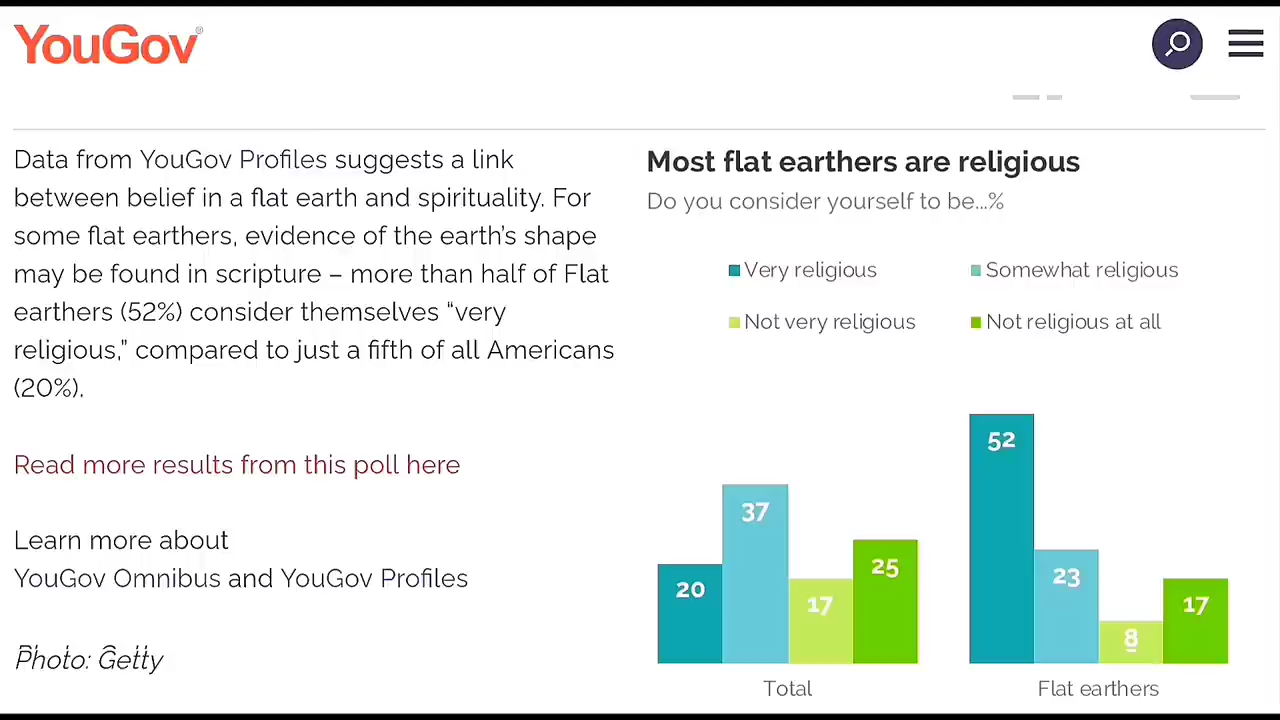 YouGov®
Data from YouGov Profiles suggests a link
between belief in a flat earth and spirituality. For
some flat earthers, evidence of the earth's shape
may be found in scripture – more than half of Flat
earthers (52%) consider themselves “very
religious,” compared to just a fifth of all Americans
(20%).
Read more results from this poll here
Learn more about
YouGov Omnibus and YouGov Profiles
Photo: Getty
Most flat earthers are religious
Do you consider yourself to be...%
Very religious
Somewhat religious
Not very religious
Not religious at all
20
37
17
25
52
23
8
17
Total
Flat earthers